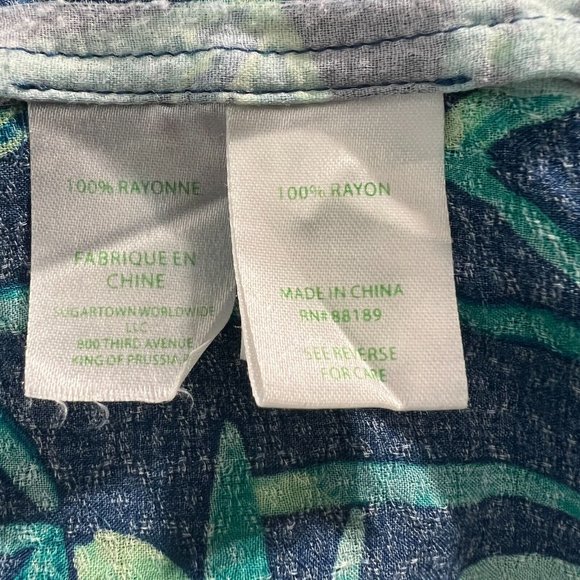 100% RAYONNE
FABRIQUE EN
CHINE
SUGARTOWN WORLDWIDE
LLC
800 THIRD AVENUE
KING OF PRUSSIA
100% RAYON
MADE IN CHINA
RN# 88189
SEE REVERSE
FOR CARE